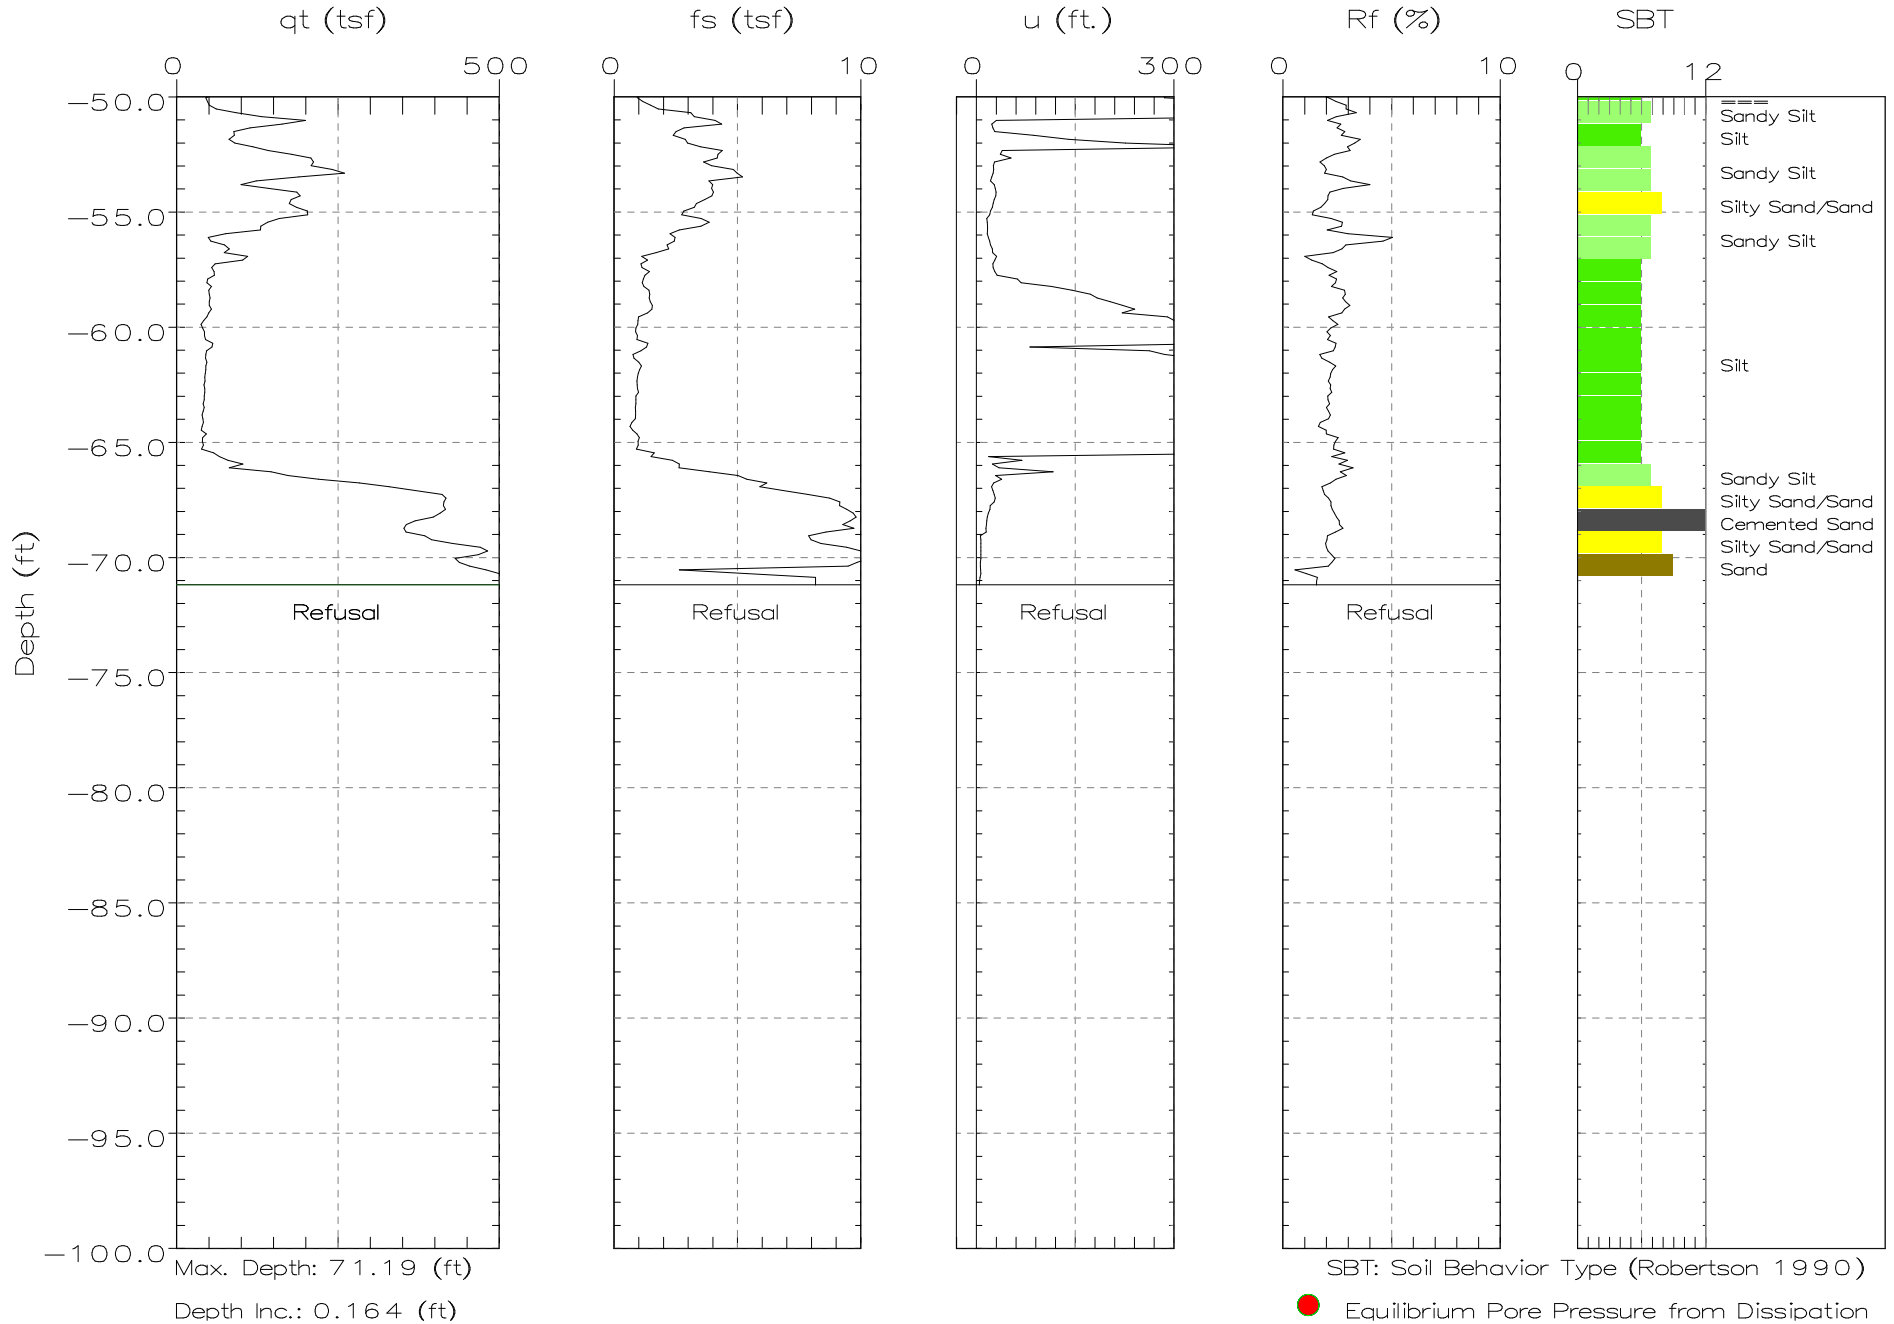 qt (tsf) fs (tsf) u (ft.) Rf (%) SBT
0 500 0 10 0 300 0 10 0 12
-50.0
===
Sandy Silt
Silt
Sandy Silt
-55.0 Silty Sand/Sand
Sandy Silt
-60.0
Silt
-65.0
Sandy Silt
Silty Sand/Sand
Cemented Sand
Silty Sand/Sand
-70.0
Sand
Refusal Refusal Refusal Refusal
Depth (ft)
-75.0
-80.0
-85.0
-90.0
-95.0
-100.0
Max. Depth: 71.19 (ft) SBT: Soil Behavior Type (Robertson 1990)
Depth Inc.: 0.164 (ft) Equilibrium Pore Pressure from Dissipation